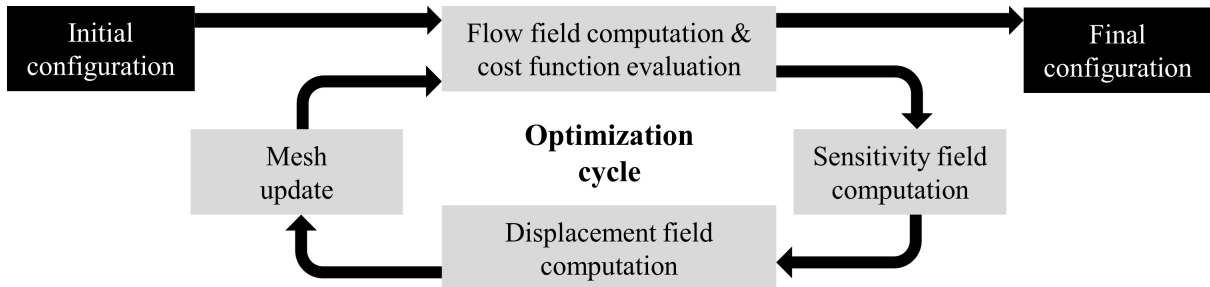 Initial
configuration
Flow field computation &
cost function evaluation
Final
configuration
Optimization
cycle
Mesh
update
Sensitivity field
computation
Displacement field
computation